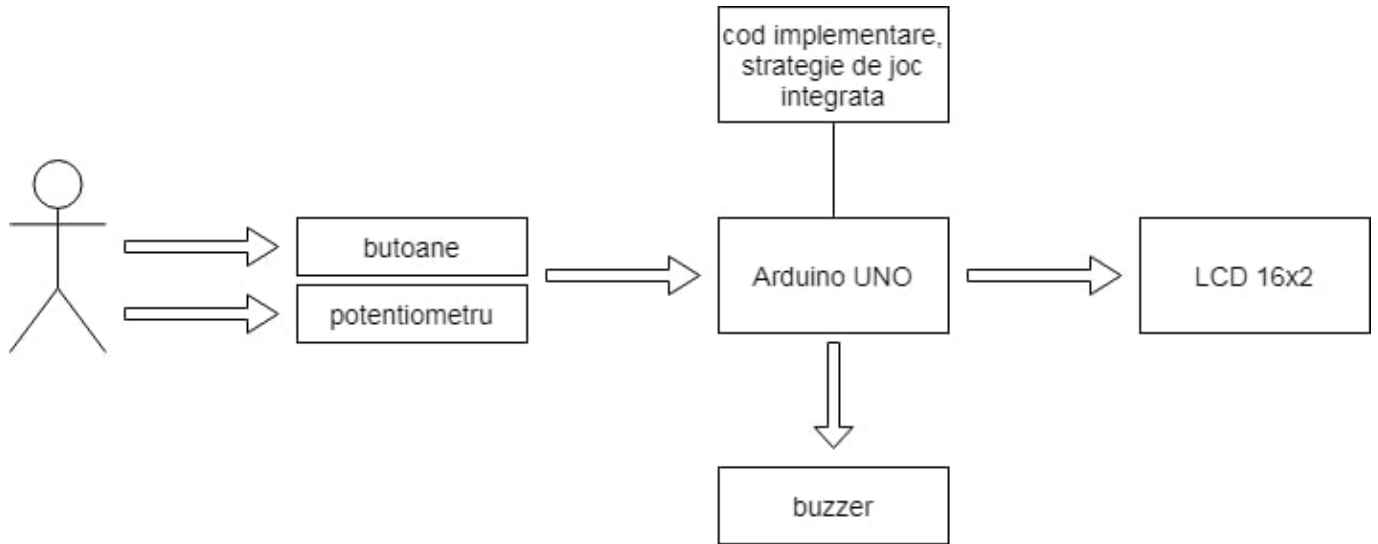 cod implementare,
strategie de joc
integrata
butoane
potentiometru
Arduino UNO
LCD 16x2
buzzer